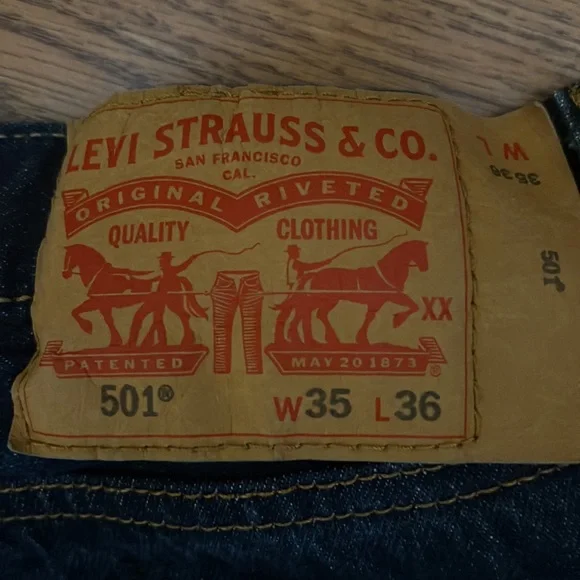 LEVI STRAUSS & CO.
SAN FRANCISCO
CAL.
ORIGINAL RIVETED
QUALITY CLOTHING
XX
PATENTED MAY 20 1873 ®
501® W35 L36
W L
35 36
501®